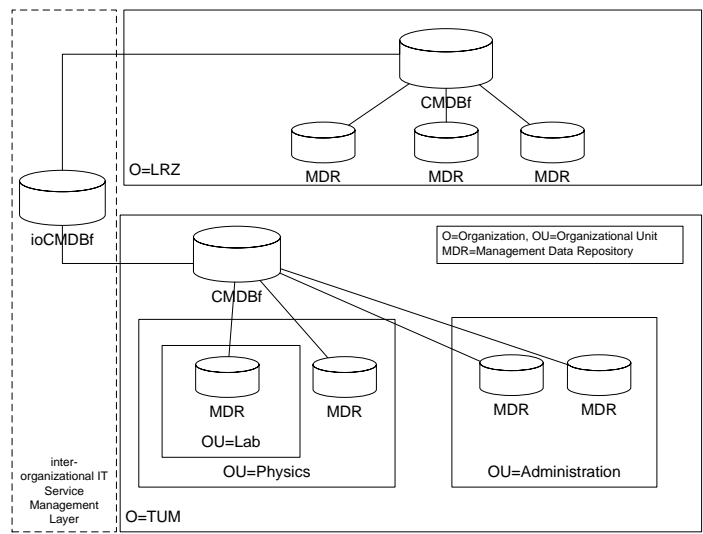 CMDBf
MDR
MDR
MDR
O=LRZ
ioCMDBf
O=Organization, OU=Organizational Unit
MDR=Management Data Repository
CMDBf
MDR
MDR
MDR
MDR
OU=Lab
OU=Physics
OU=Administration
inter-
organizational IT
Service
Management
Layer
O=TUM